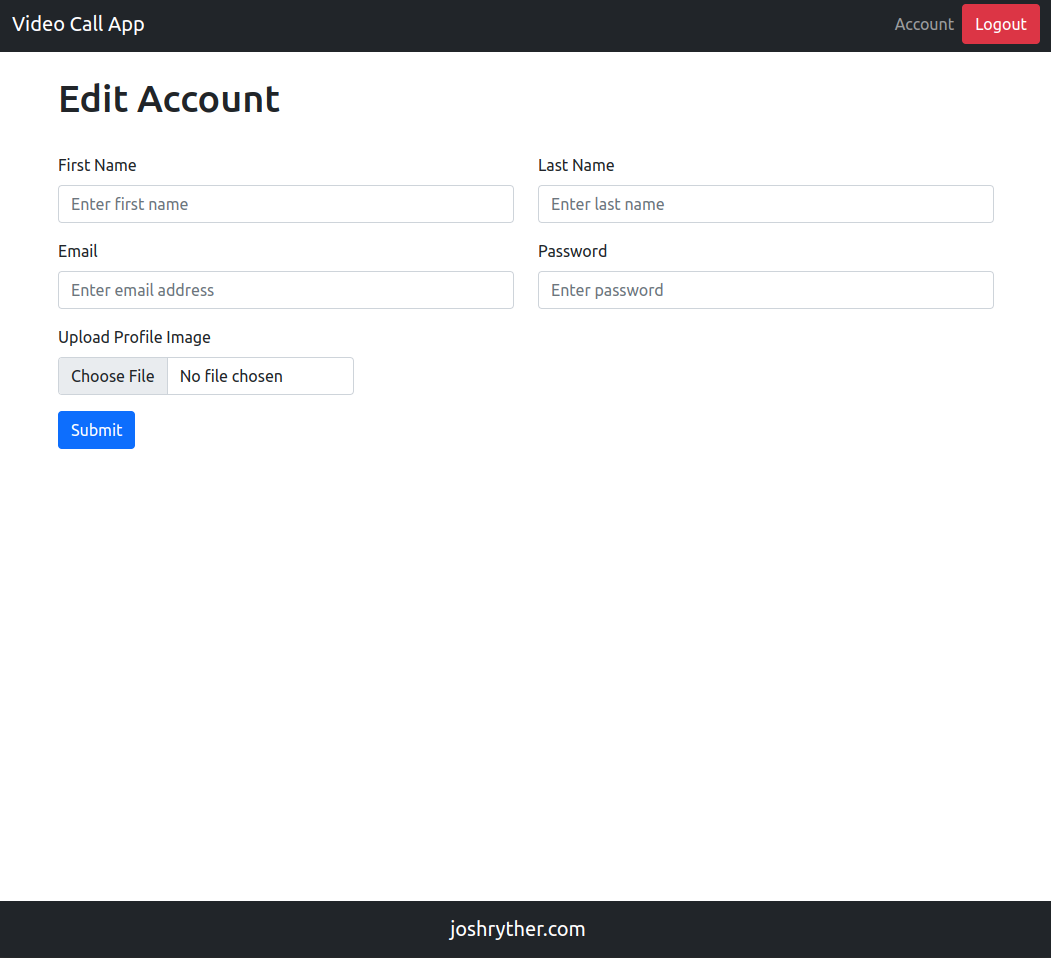 Video Call App Account Logout
Edit Account
First Name Last Name
Enter first name Enter last name
Email Password
Enter email address Enter password
Upload Profile Image
Choose File No file chosen
Submit
joshryther.com